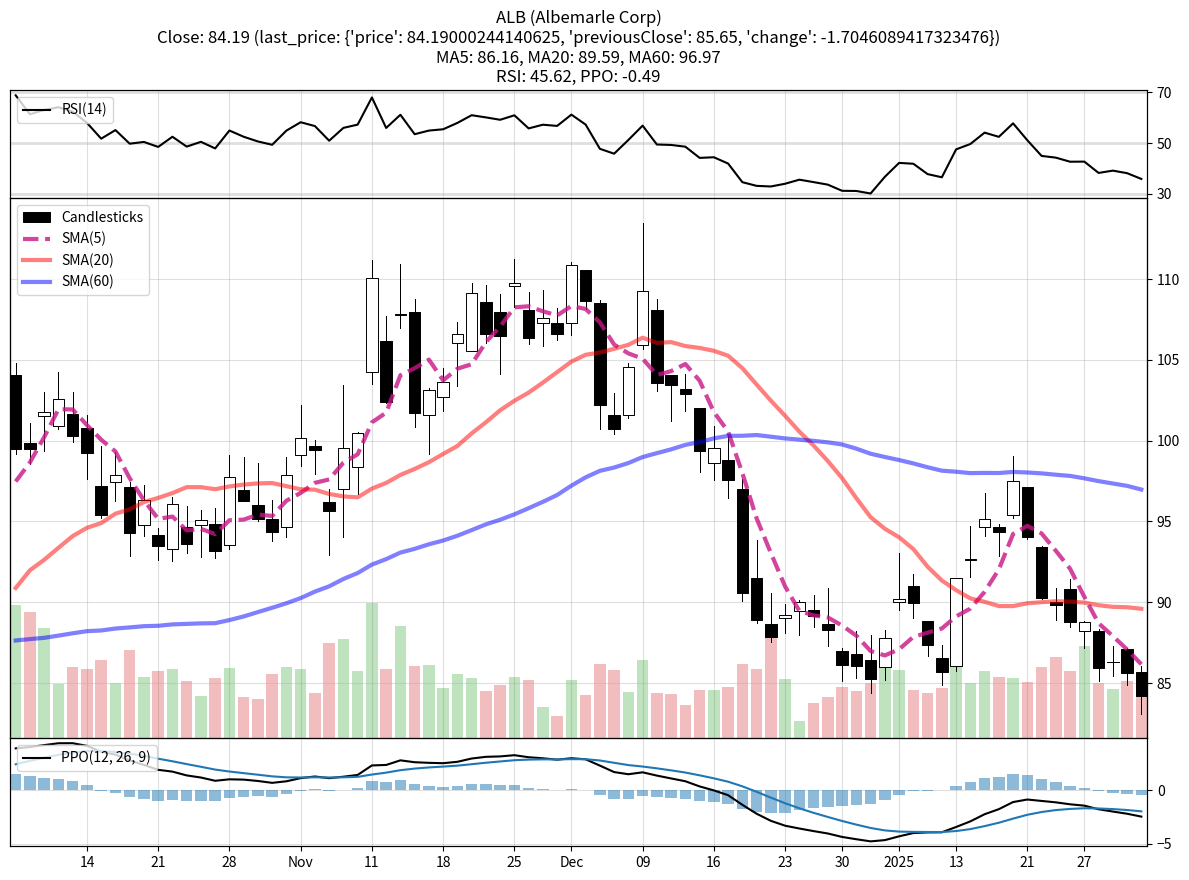 ALB (Albemarle Corp)
Close: 84.19 (last_price: {'price': 84.19000244140625, 'previousClose': 85.65, 'change': -1.7046089417323476})
MA5: 86.16, MA20: 89.59, MA60: 96.97
RSI: 45.62, PPO: -0.49
RSI(14)
70
50
30
Candlesticks
SMA(5)
SMA(20)
SMA(60)
110
105
100
95
90
85
PPO(12, 26, 9)
0
−5
14 21 28 Nov 11 18 25 Dec 09 16 23 30 2025 13 21 27